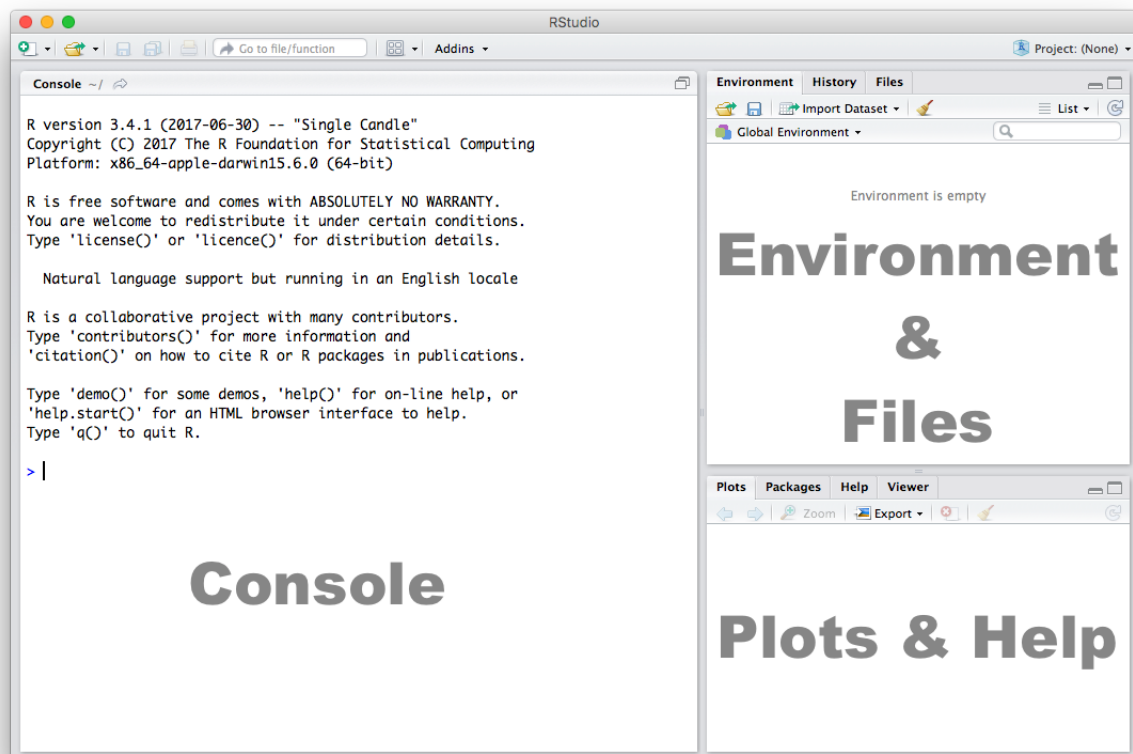 RStudio
Go to file/function
Addins
Project: (None)
Console ~/
R version 3.4.1 (2017-06-30) -- "Single Candle"
Copyright (C) 2017 The R Foundation for Statistical Computing
Platform: x86_64-apple-darwin15.6.0 (64-bit)
R is free software and comes with ABSOLUTELY NO WARRANTY.
You are welcome to redistribute it under certain conditions.
Type 'license()' or 'licence()' for distribution details.
Natural language support but running in an English locale
R is a collaborative project with many contributors.
Type 'contributors()' for more information and
'citation()' on how to cite R or R packages in publications.
Type 'demo()' for some demos, 'help()' for on-line help, or
'help.start()' for an HTML browser interface to help.
Type 'q()' to quit R.
>
Console
Environment History Files
Import Dataset List
Global Environment
Environment is empty
Environment
&
Files
Plots Packages Help Viewer
Zoom Export
Plots & Help